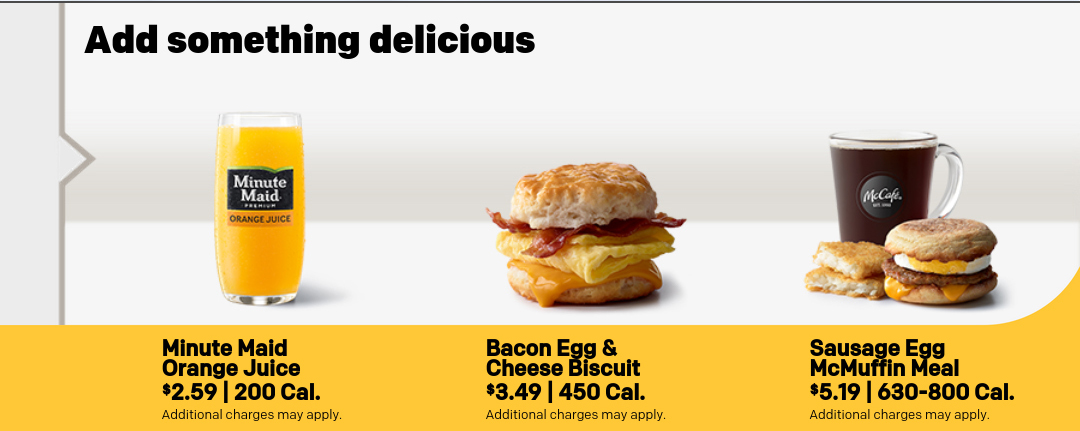 Add something delicious
Minute
Maid
PREMIUM
ORANGE JUICE
McCafé
EST. 1993
Minute Maid
Orange Juice
$2.59 | 200 Cal.
Additional charges may apply.
Bacon Egg &
Cheese Biscuit
$3.49 | 450 Cal.
Additional charges may apply.
Sausage Egg
McMuffin Meal
$5.19 | 630-800 Cal.
Additional charges may apply.